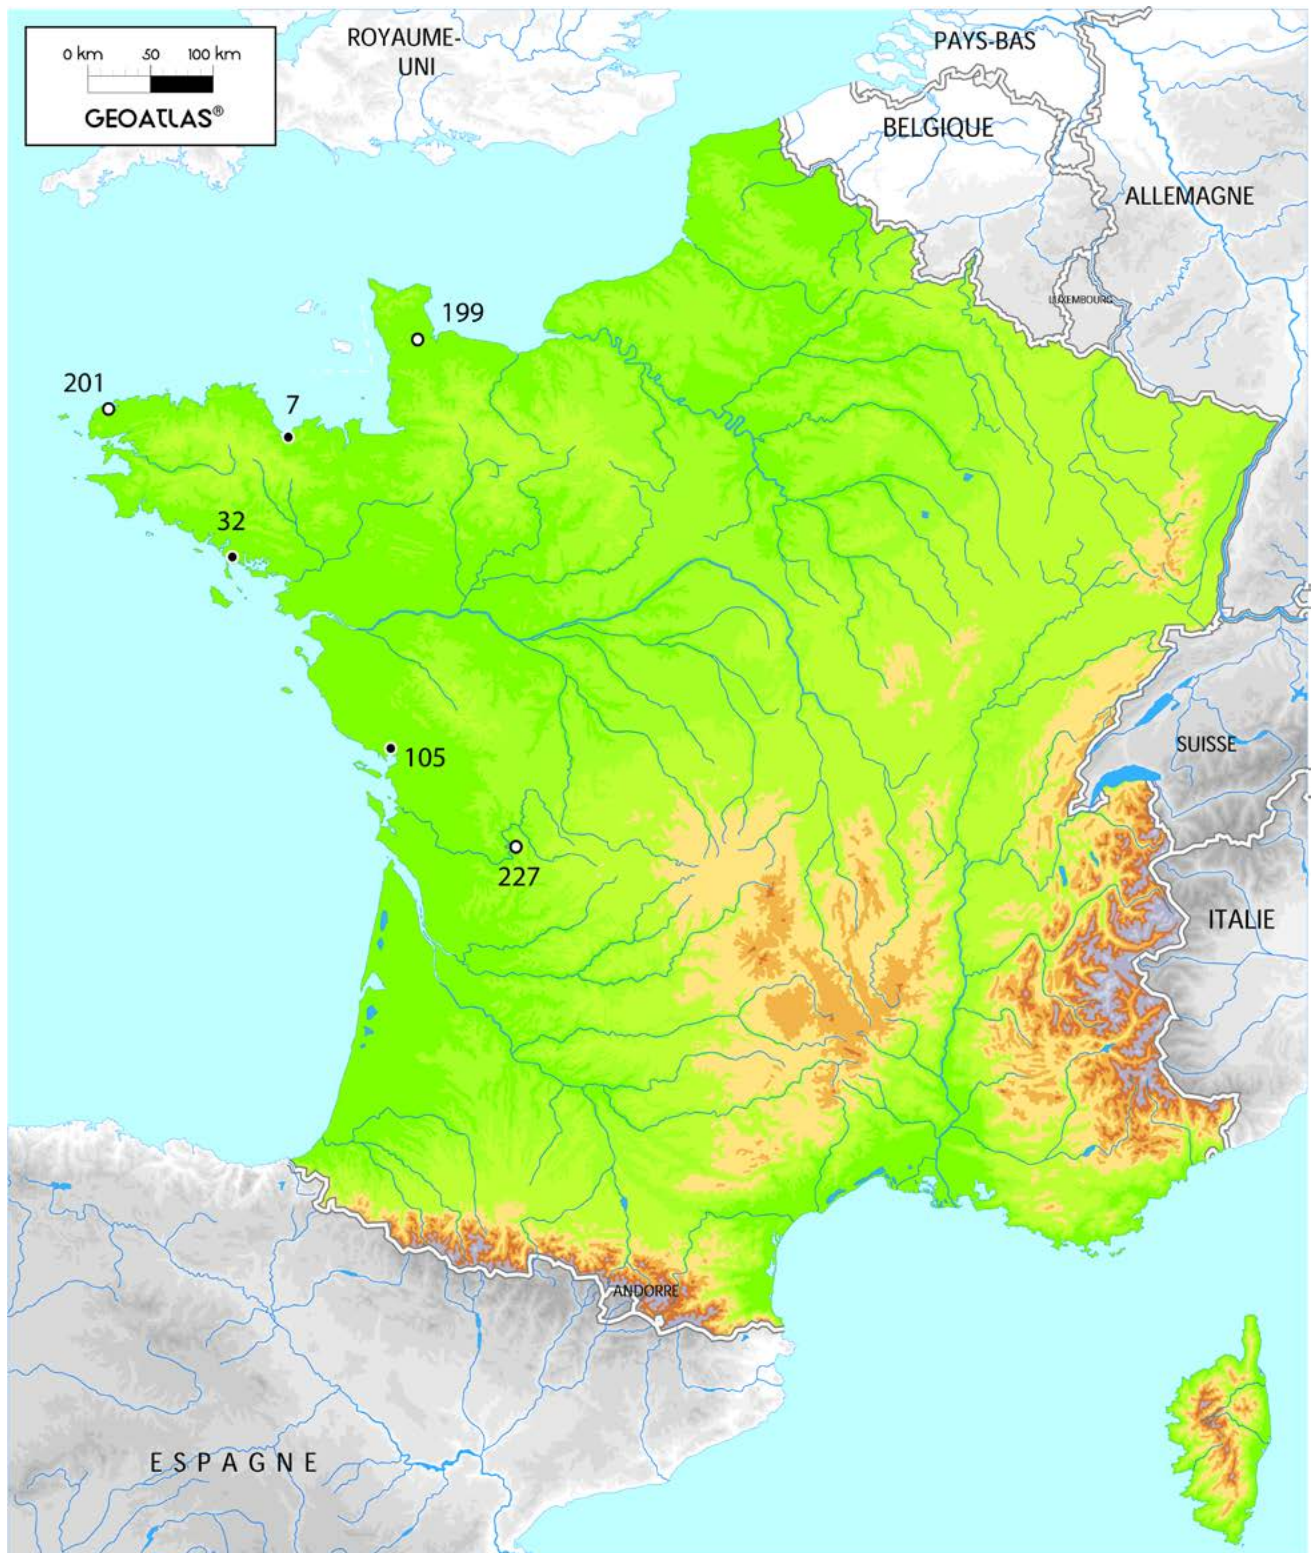 0 km 50 100 km
GEOATLAS®
ROYAUME-
UNI
PAYS-BAS
BELGIQUE
ALLEMAGNE
LUXEMBOURG
199
201
7
32
105
SUISSE
227
ITALIE
ANDORRE
ESPAGNE